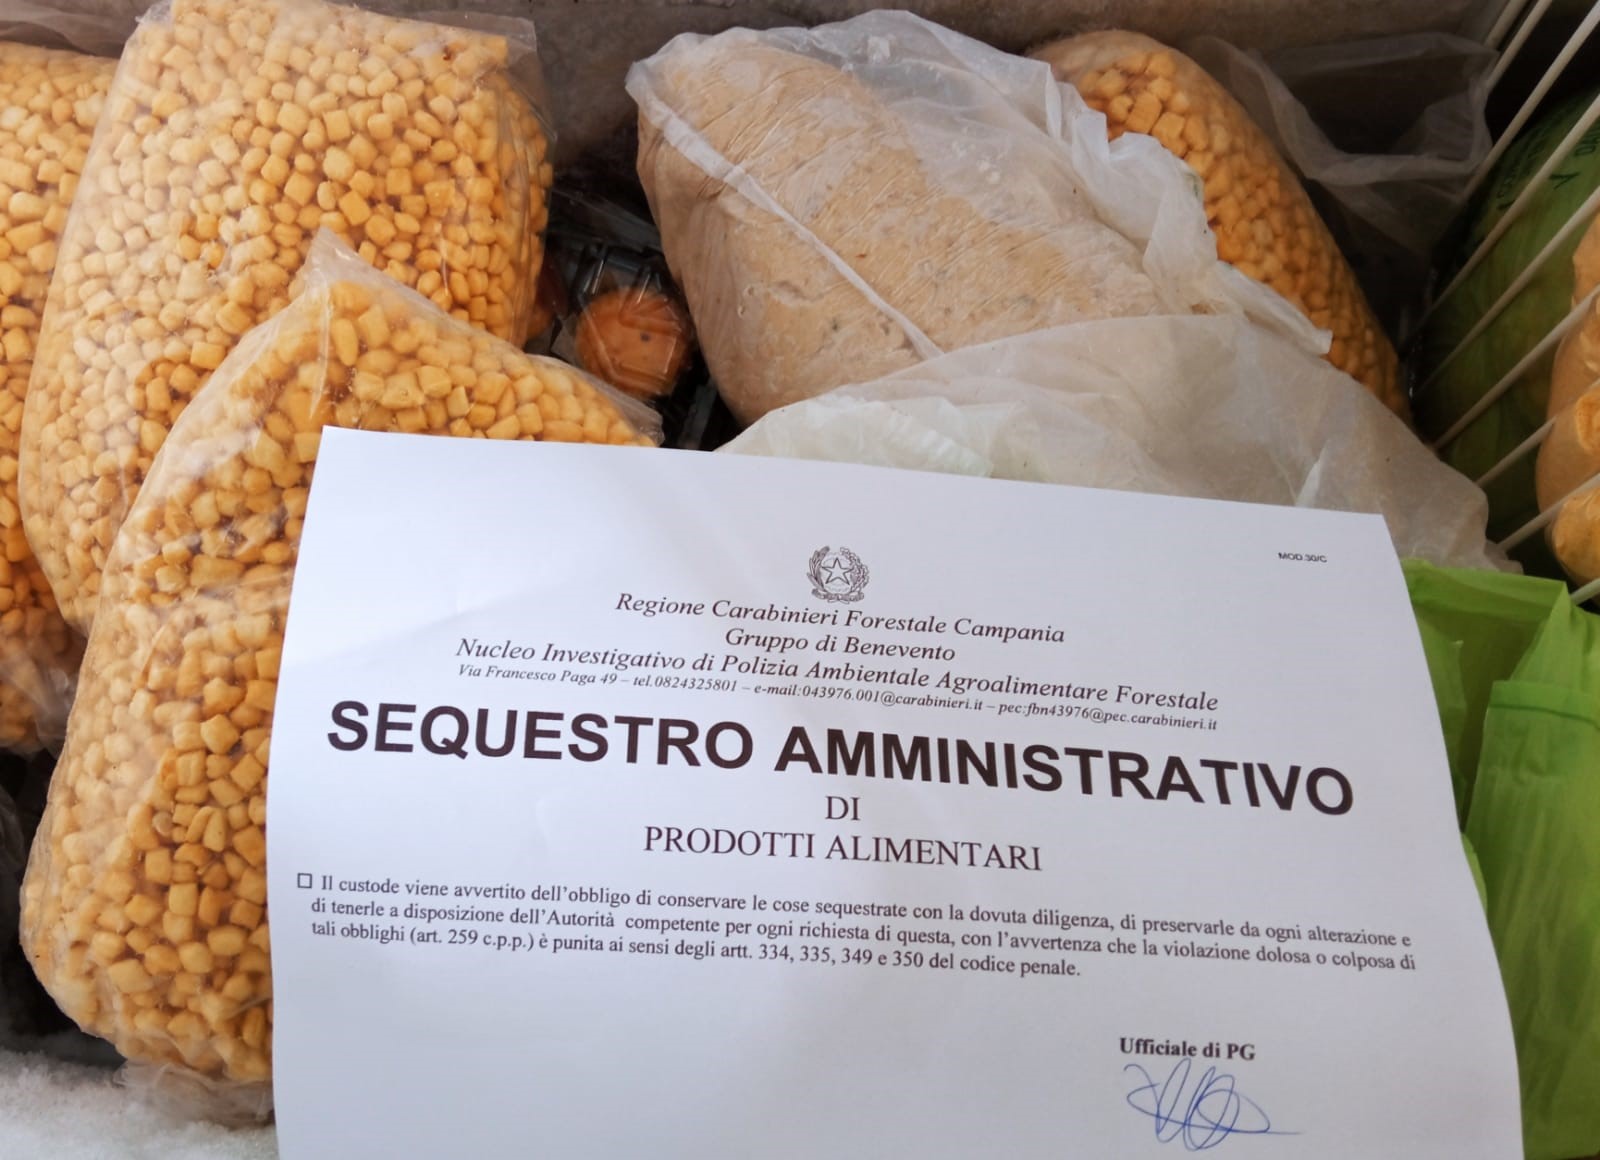 MOD.30/C
Regione Carabinieri Forestale Campania
Gruppo di Benevento
Nucleo Investigativo di Polizia Ambientale Agroalimentare Forestale
Via Francesco Paga 49 – tel.0824325801 – e-mail:043976.001@carabinieri.it – pec:fbn43976@pec.carabinieri.it
SEQUESTRO AMMINISTRATIVO
DI
PRODOTTI ALIMENTARI
☐ Il custode viene avvertito dell'obbligo di conservare le cose sequestrate con la dovuta diligenza, di preservarle da ogni alterazione e
di tenerle a disposizione dell'Autorità competente per ogni richiesta di questa, con l'avvertenza che la violazione dolosa o colposa di
tali obblighi (art. 259 c.p.p.) è punita ai sensi degli artt. 334, 335, 349 e 350 del codice penale.
Ufficiale di PG